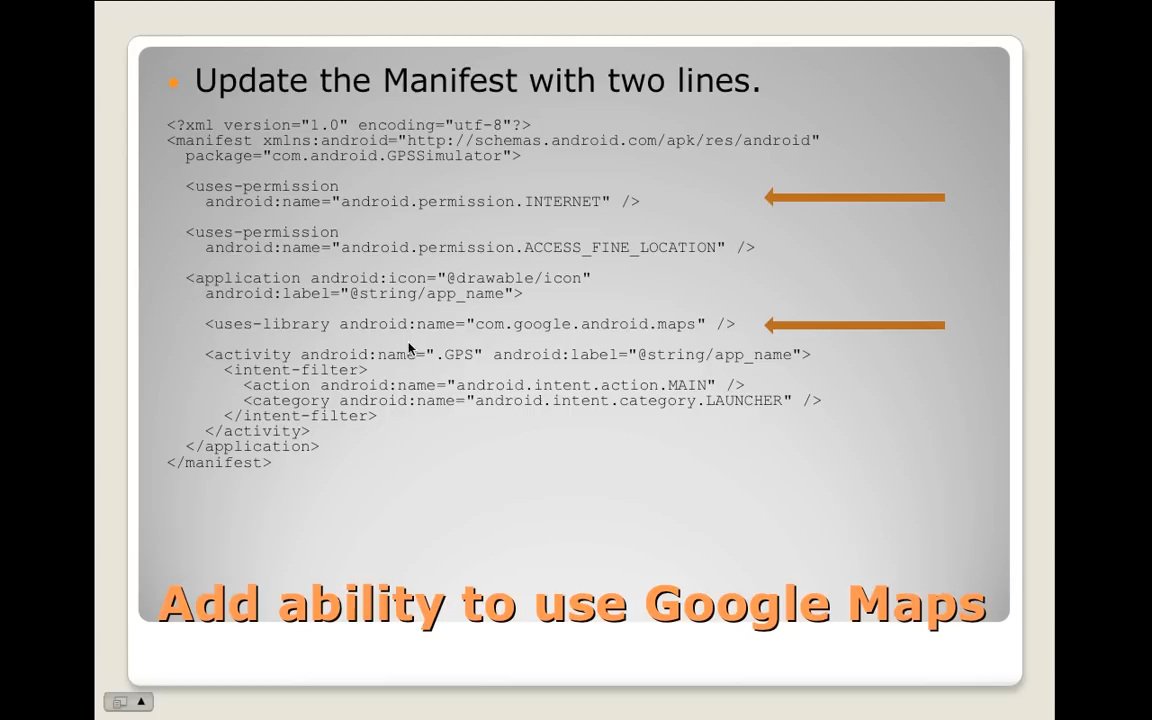 Update the Manifest with two lines.
<?xml version="1.0" encoding="utf-8"?>
<manifest xmlns:android="http://schemas.android.com/apk/res/android"
package="com.android.GPSSimulator">
<uses-permission
android:name="android.permission.INTERNET" />
<uses-permission
android:name="android.permission.ACCESS_FINE_LOCATION" />
<application android:icon="@drawable/icon"
android:label="@string/app_name">
<uses-library android:name="com.google.android.maps" />
<activity android:name=".GPS" android:label="@string/app_name">
<intent-filter>
<action android:name="android.intent.action.MAIN" />
<category android:name="android.intent.category.LAUNCHER" />
</intent-filter>
</activity>
</application>
</manifest>
Add ability to use Google Maps